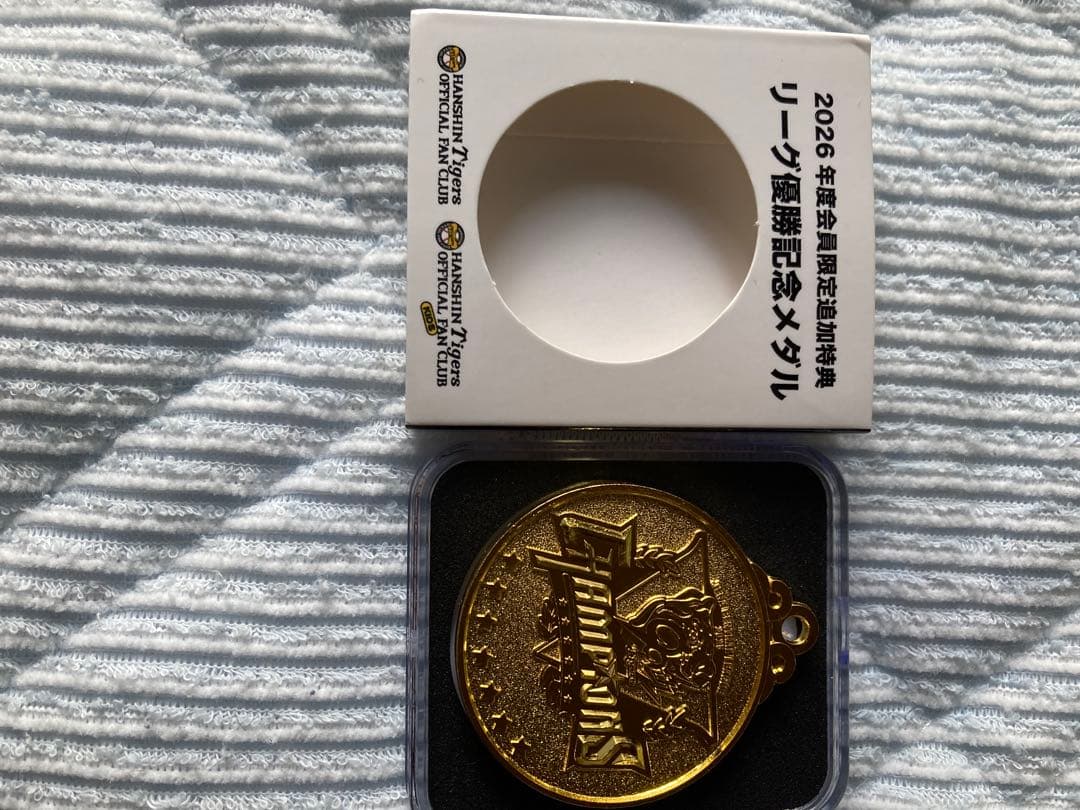 2026 年度会員限定追加特典
リーグ優勝記念メダル
HANSHIN Tigers
OFFICIAL FAN CLUB
HANSHIN Tigers
OFFICIAL FAN CLUB
KIDS
CHAMPIONS